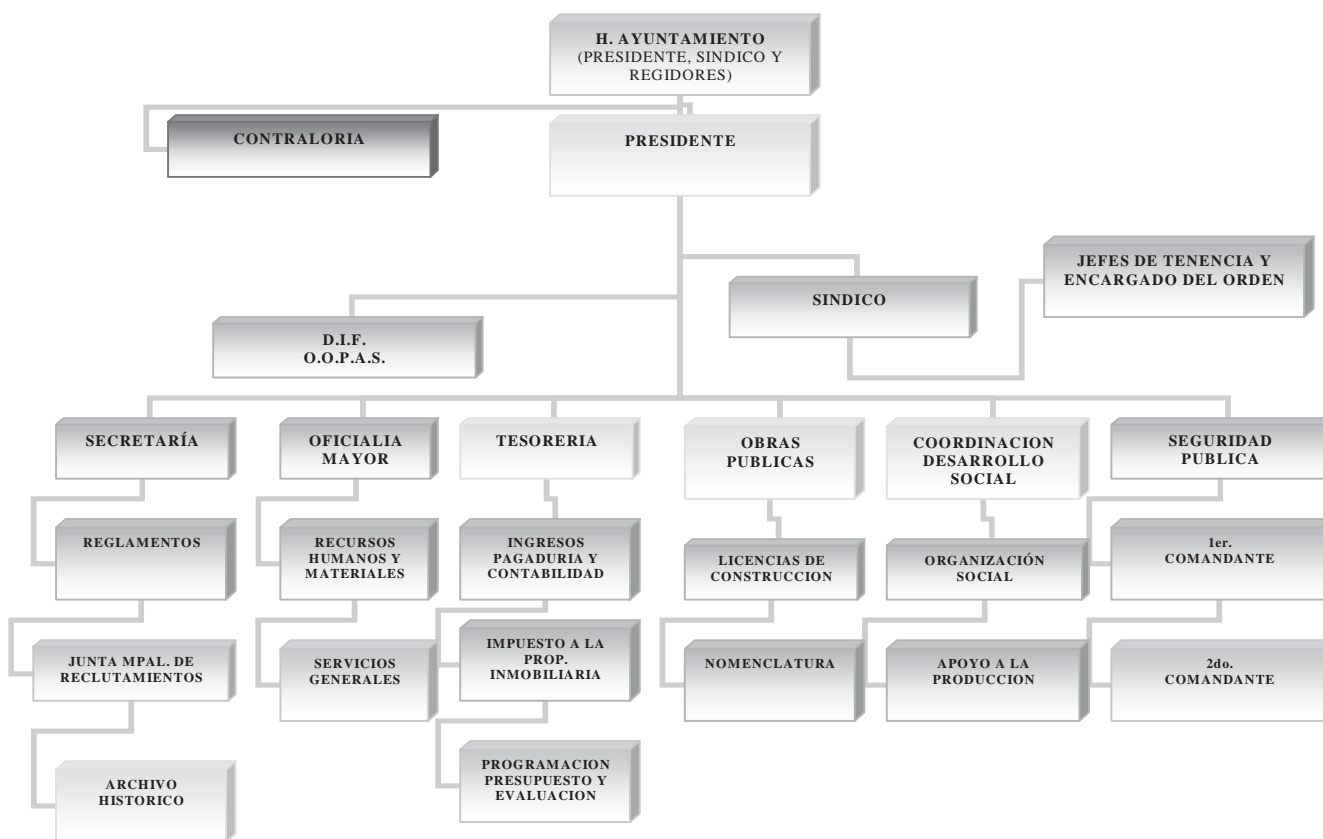 H. AYUNTAMIENTO
(PRESIDENTE, SINDICO Y
REGIDORES)
CONTRALORIA
PRESIDENTE
JEFES DE TENENCIA Y
ENCARGADO DEL ORDEN
SINDICO
D.I.F.
O.O.P.A.S.
SECRETARÍA
OFICIALIA
MAYOR
TESORERIA
OBRAS
PUBLICAS
COORDINACION
DESARROLLO
SOCIAL
SEGURIDAD
PUBLICA
REGLAMENTOS
RECURSOS
HUMANOS Y
MATERIALES
INGRESOS
PAGADURIA Y
CONTABILIDAD
LICENCIAS DE
CONSTRUCCION
ORGANIZACIÓN
SOCIAL
1er.
COMANDANTE
JUNTA MPAL. DE
RECLUTAMIENTOS
SERVICIOS
GENERALES
IMPUESTO A LA
PROP.
INMOBILIARIA
NOMENCLATURA
APOYO A LA
PRODUCCION
2do.
COMANDANTE
ARCHIVO
HISTORICO
PROGRAMACION
PRESUPUESTO Y
EVALUACION